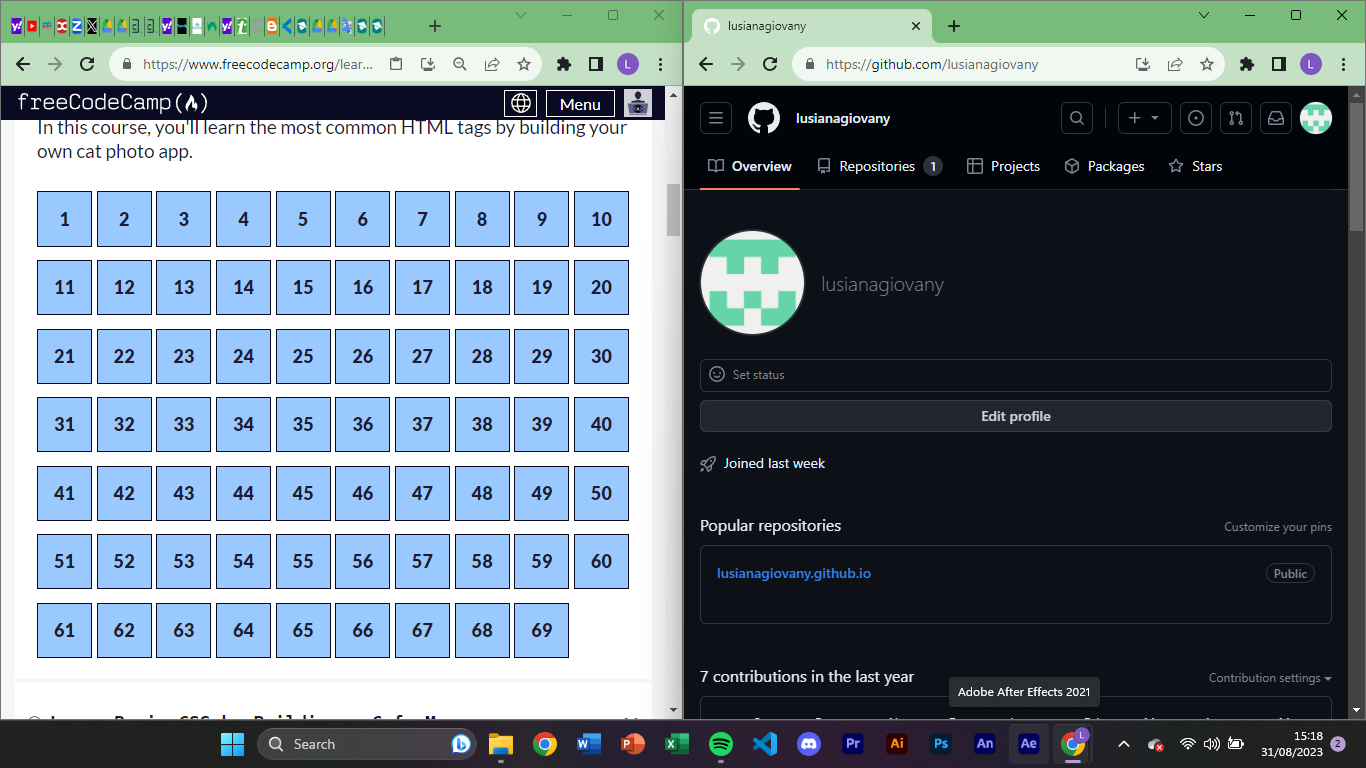 https://www.freecodecamp.org/lear...
freeCodeCamp(
Menu
In this course, you'll learn the most common HTML tags by building your
own cat photo app.
1 2 3 4 5 6 7 8 9 10
11 12 13 14 15 16 17 18 19 20
21 22 23 24 25 26 27 28 29 30
31 32 33 34 35 36 37 38 39 40
41 42 43 44 45 46 47 48 49 50
51 52 53 54 55 56 57 58 59 60
61 62 63 64 65 66 67 68 69
lusianagiovany
https://github.com/lusianagiovany
L
L
lusianagiovany
Overview Repositories 1 Projects Packages Stars
lusianagiovany
Set status
Edit profile
Joined last week
Popular repositories
Customize your pins
lusianagiovany.github.io
Public
7 contributions in the last year
Contribution settings
Adobe After Effects 2021
Search
Pr Ai Ps An Ae L
15:18
31/08/2023
2